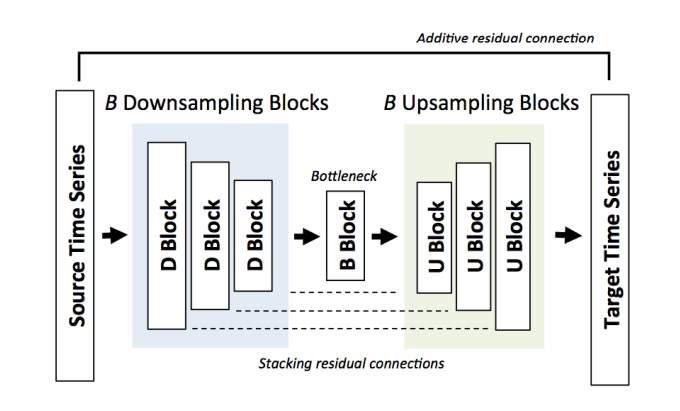 Additive residual connection
B Downsampling Blocks
B Upsampling Blocks
Source Time Series
D Block
D Block
D Block
Bottleneck
B Block
U Block
U Block
U Block
Target Time Series
Stacking residual connections